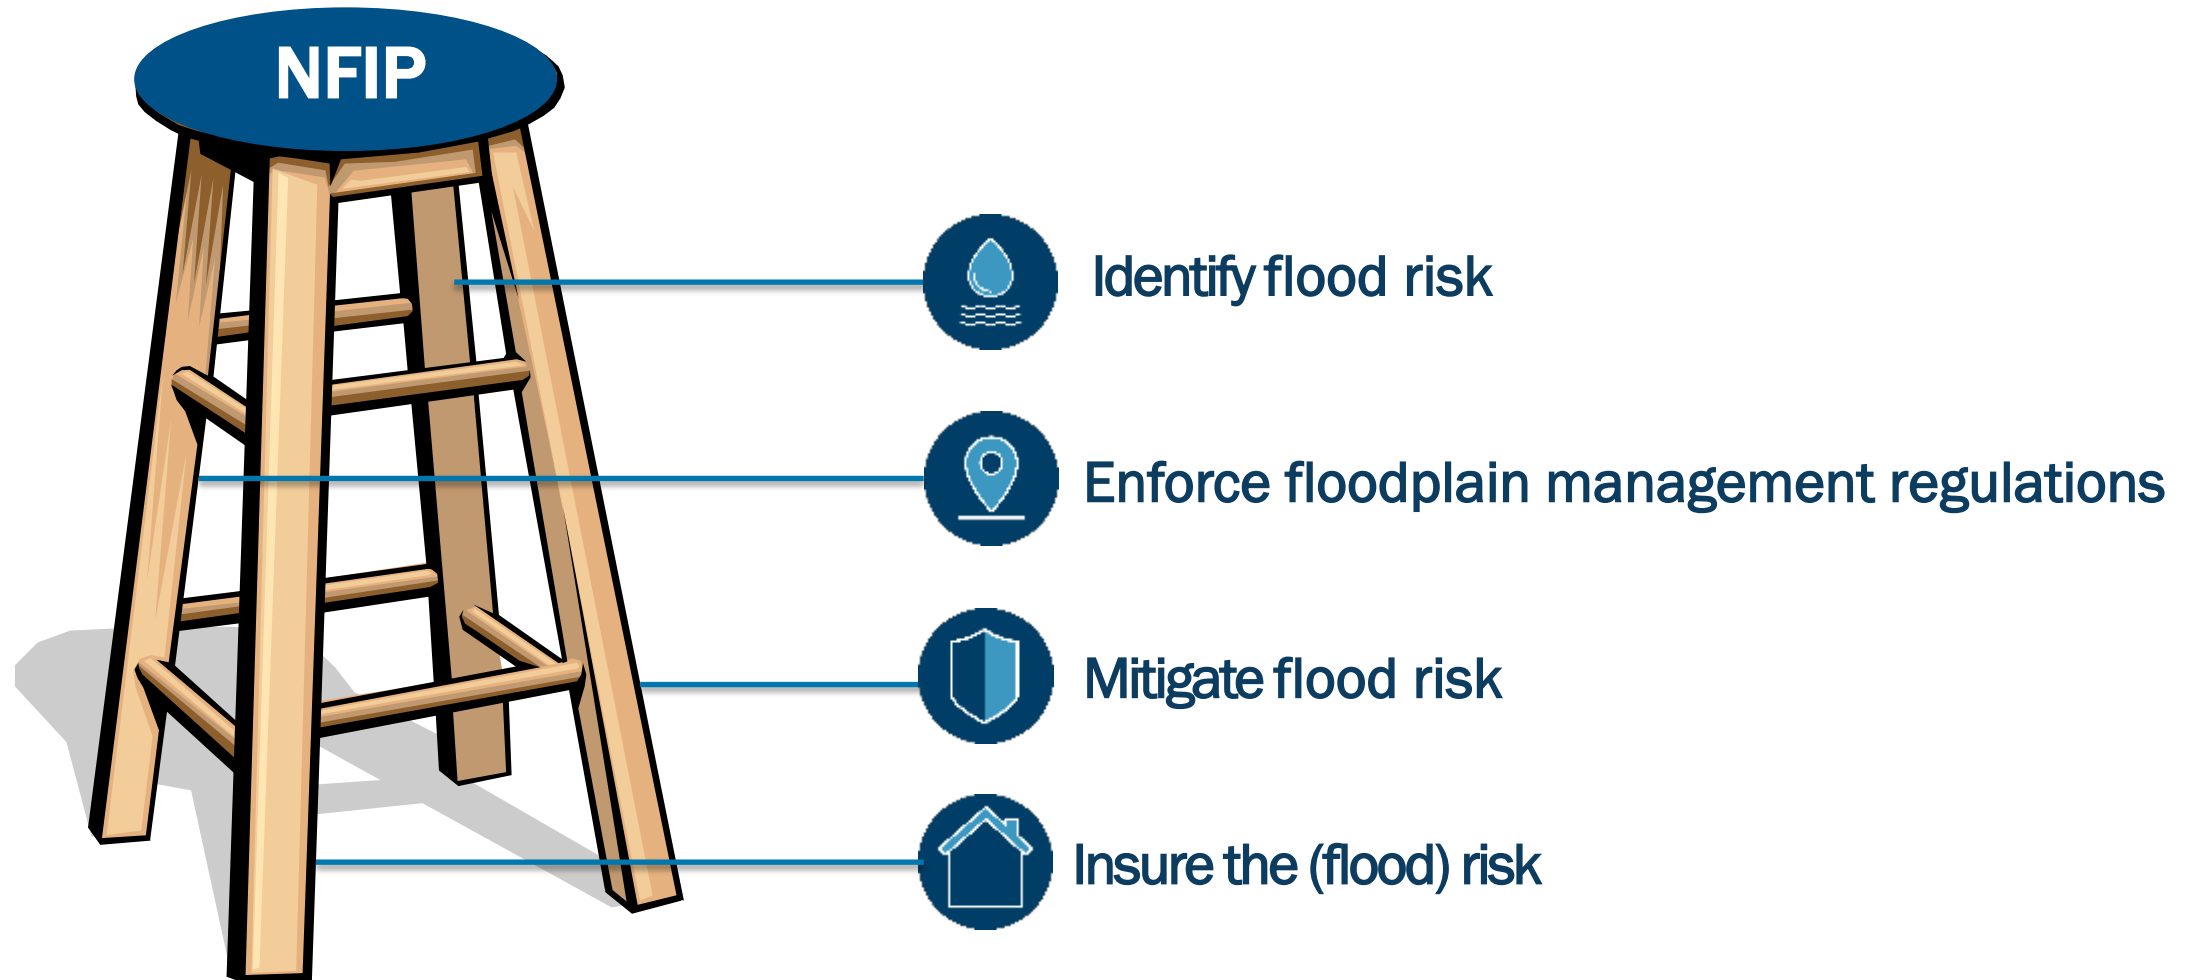 NFIP
Identify flood risk
Enforce floodplain management regulations
Mitigate flood risk
Insure the (flood) risk